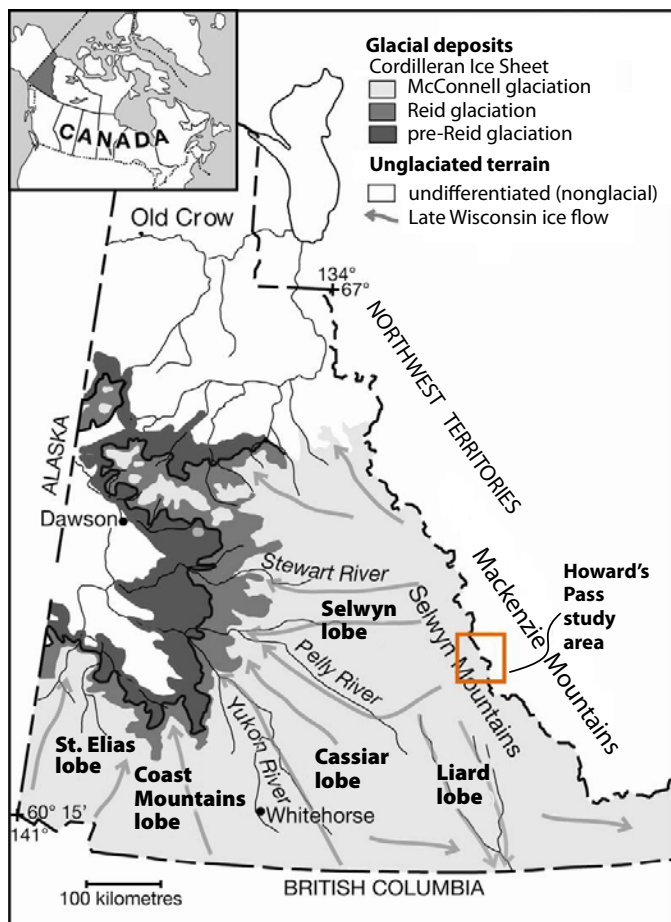 CANADA
Glacial deposits
Cordilleran Ice Sheet
McConnell glaciation
Reid glaciation
pre-Reid glaciation
Unglaciated terrain
undifferentiated (nonglacial)
Late Wisconsin ice flow
Old Crow
134°
67°
NORTHWEST TERRITORIES
ALASKA
Dawson
Stewart River
Selwyn
lobe
Selwyn Mountains
Mackenzie Mountains
Howard's
Pass
study
area
Pelly River
Yukon River
St. Elias
lobe
Coast
Mountains
lobe
Cassiar
lobe
Liard
lobe
Whitehorse
60° 15'
141°
100 kilometres
BRITISH COLUMBIA